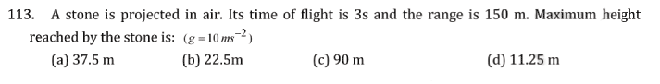 113. A stone is projected in air. Its time of flight is 3s and the range is 150 m. Maximum height
reached by the stone is: (g = 10 ms⁻²)
(a) 37.5 m (b) 22.5m (c) 90 m (d) 11.25 m